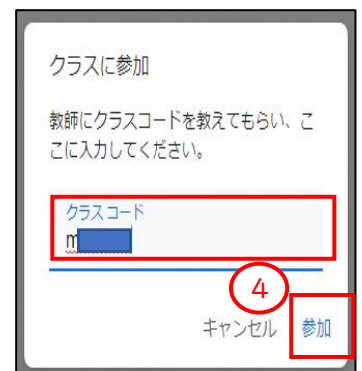 クラスに参加
教師にクラスコードを教えてもらい、こ
こに入力してください。
クラスコード
m
4
キャンセル 参加